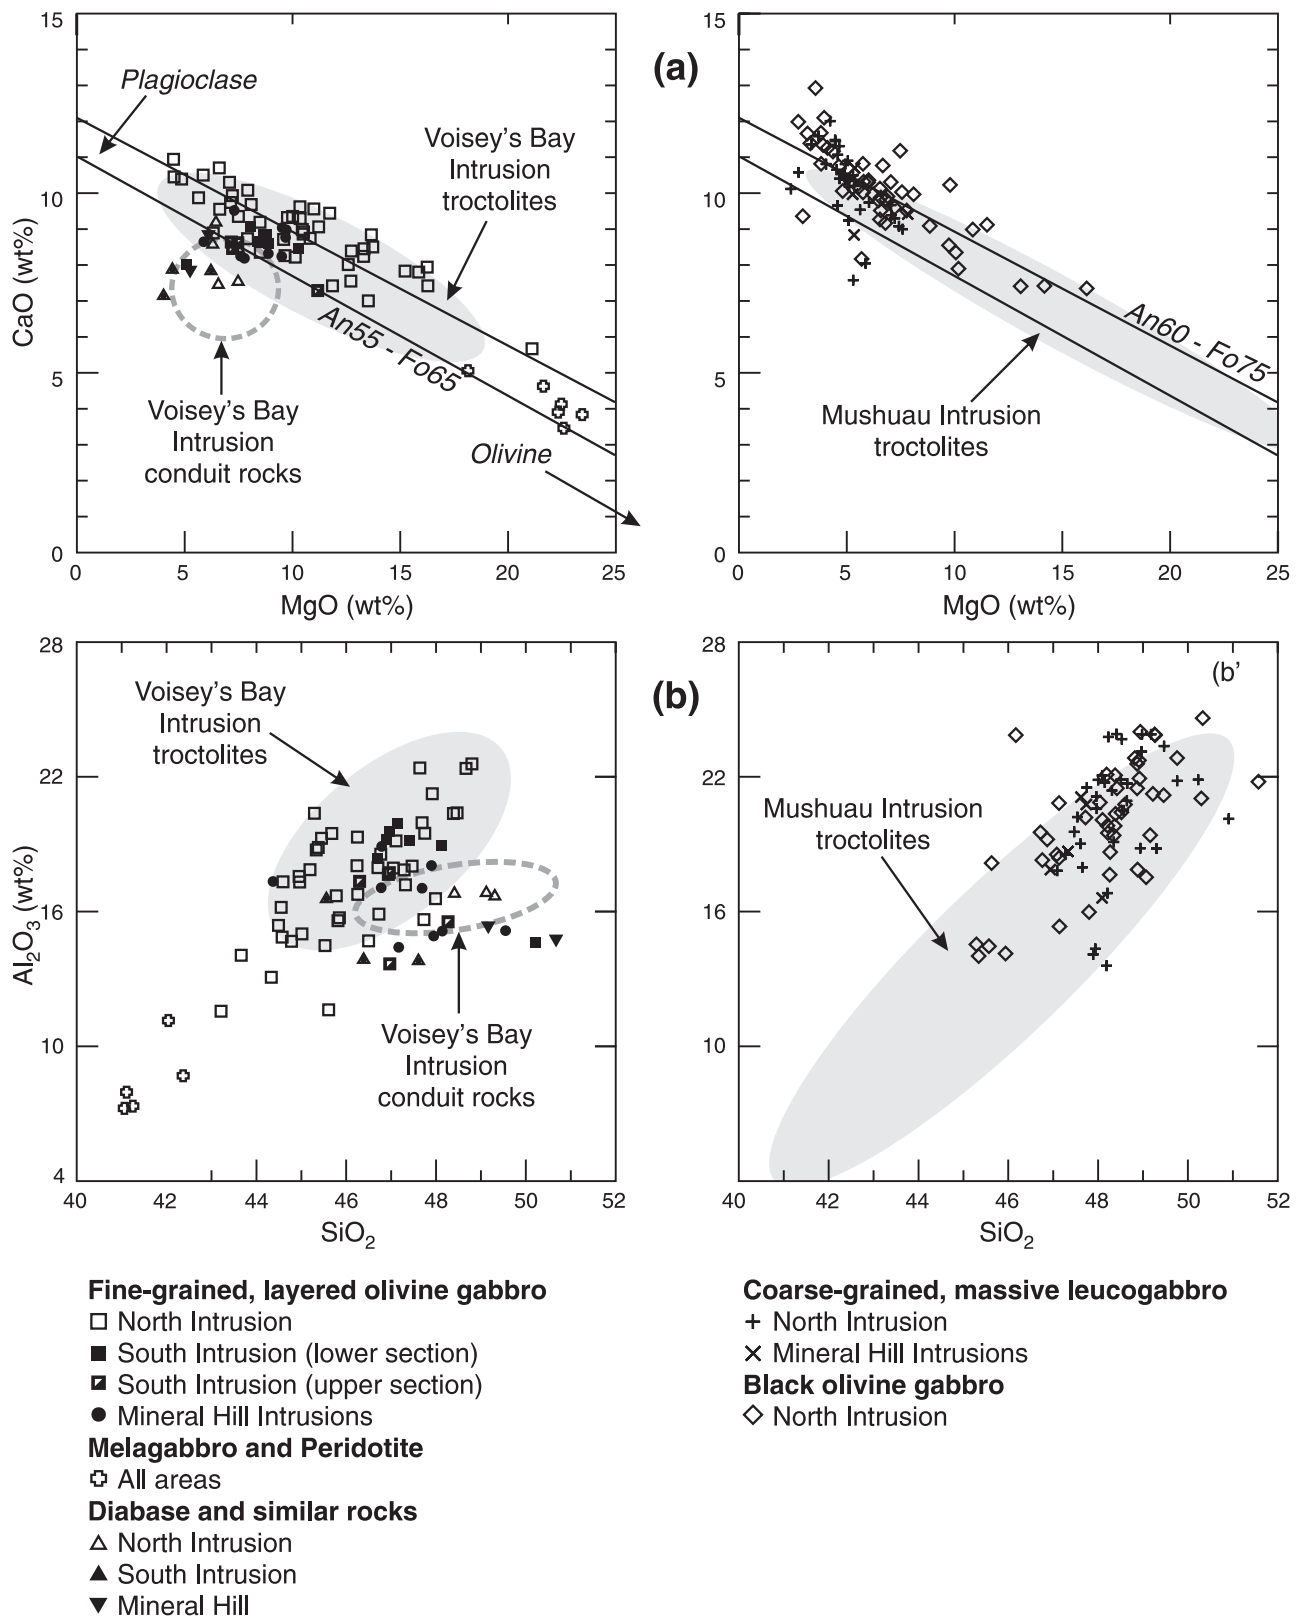 (a)
15
10
5
0
CaO (wt%)
Plagioclase
Voisey's Bay
Intrusion
troctolites
An55 - Fo65
Voisey's Bay
Intrusion
conduit rocks
Olivine
0 5 10 15 20 25
MgO (wt%)
15
10
5
0
An60 - Fo75
Mushuau Intrusion
troctolites
0 5 10 15 20 25
MgO (wt%)
(b)
28
22
16
10
4
Al2O3 (wt%)
Voisey's Bay
Intrusion
troctolites
Voisey's Bay
Intrusion
conduit rocks
40 42 44 46 48 50 52
SiO2
28
22
16
10
(b'
Mushuau Intrusion
troctolites
40 42 44 46 48 50 52
SiO2
Fine-grained, layered olivine gabbro
North Intrusion
South Intrusion (lower section)
South Intrusion (upper section)
Mineral Hill Intrusions
Melagabbro and Peridotite
All areas
Diabase and similar rocks
North Intrusion
South Intrusion
Mineral Hill
Coarse-grained, massive leucogabbro
North Intrusion
Mineral Hill Intrusions
Black olivine gabbro
North Intrusion